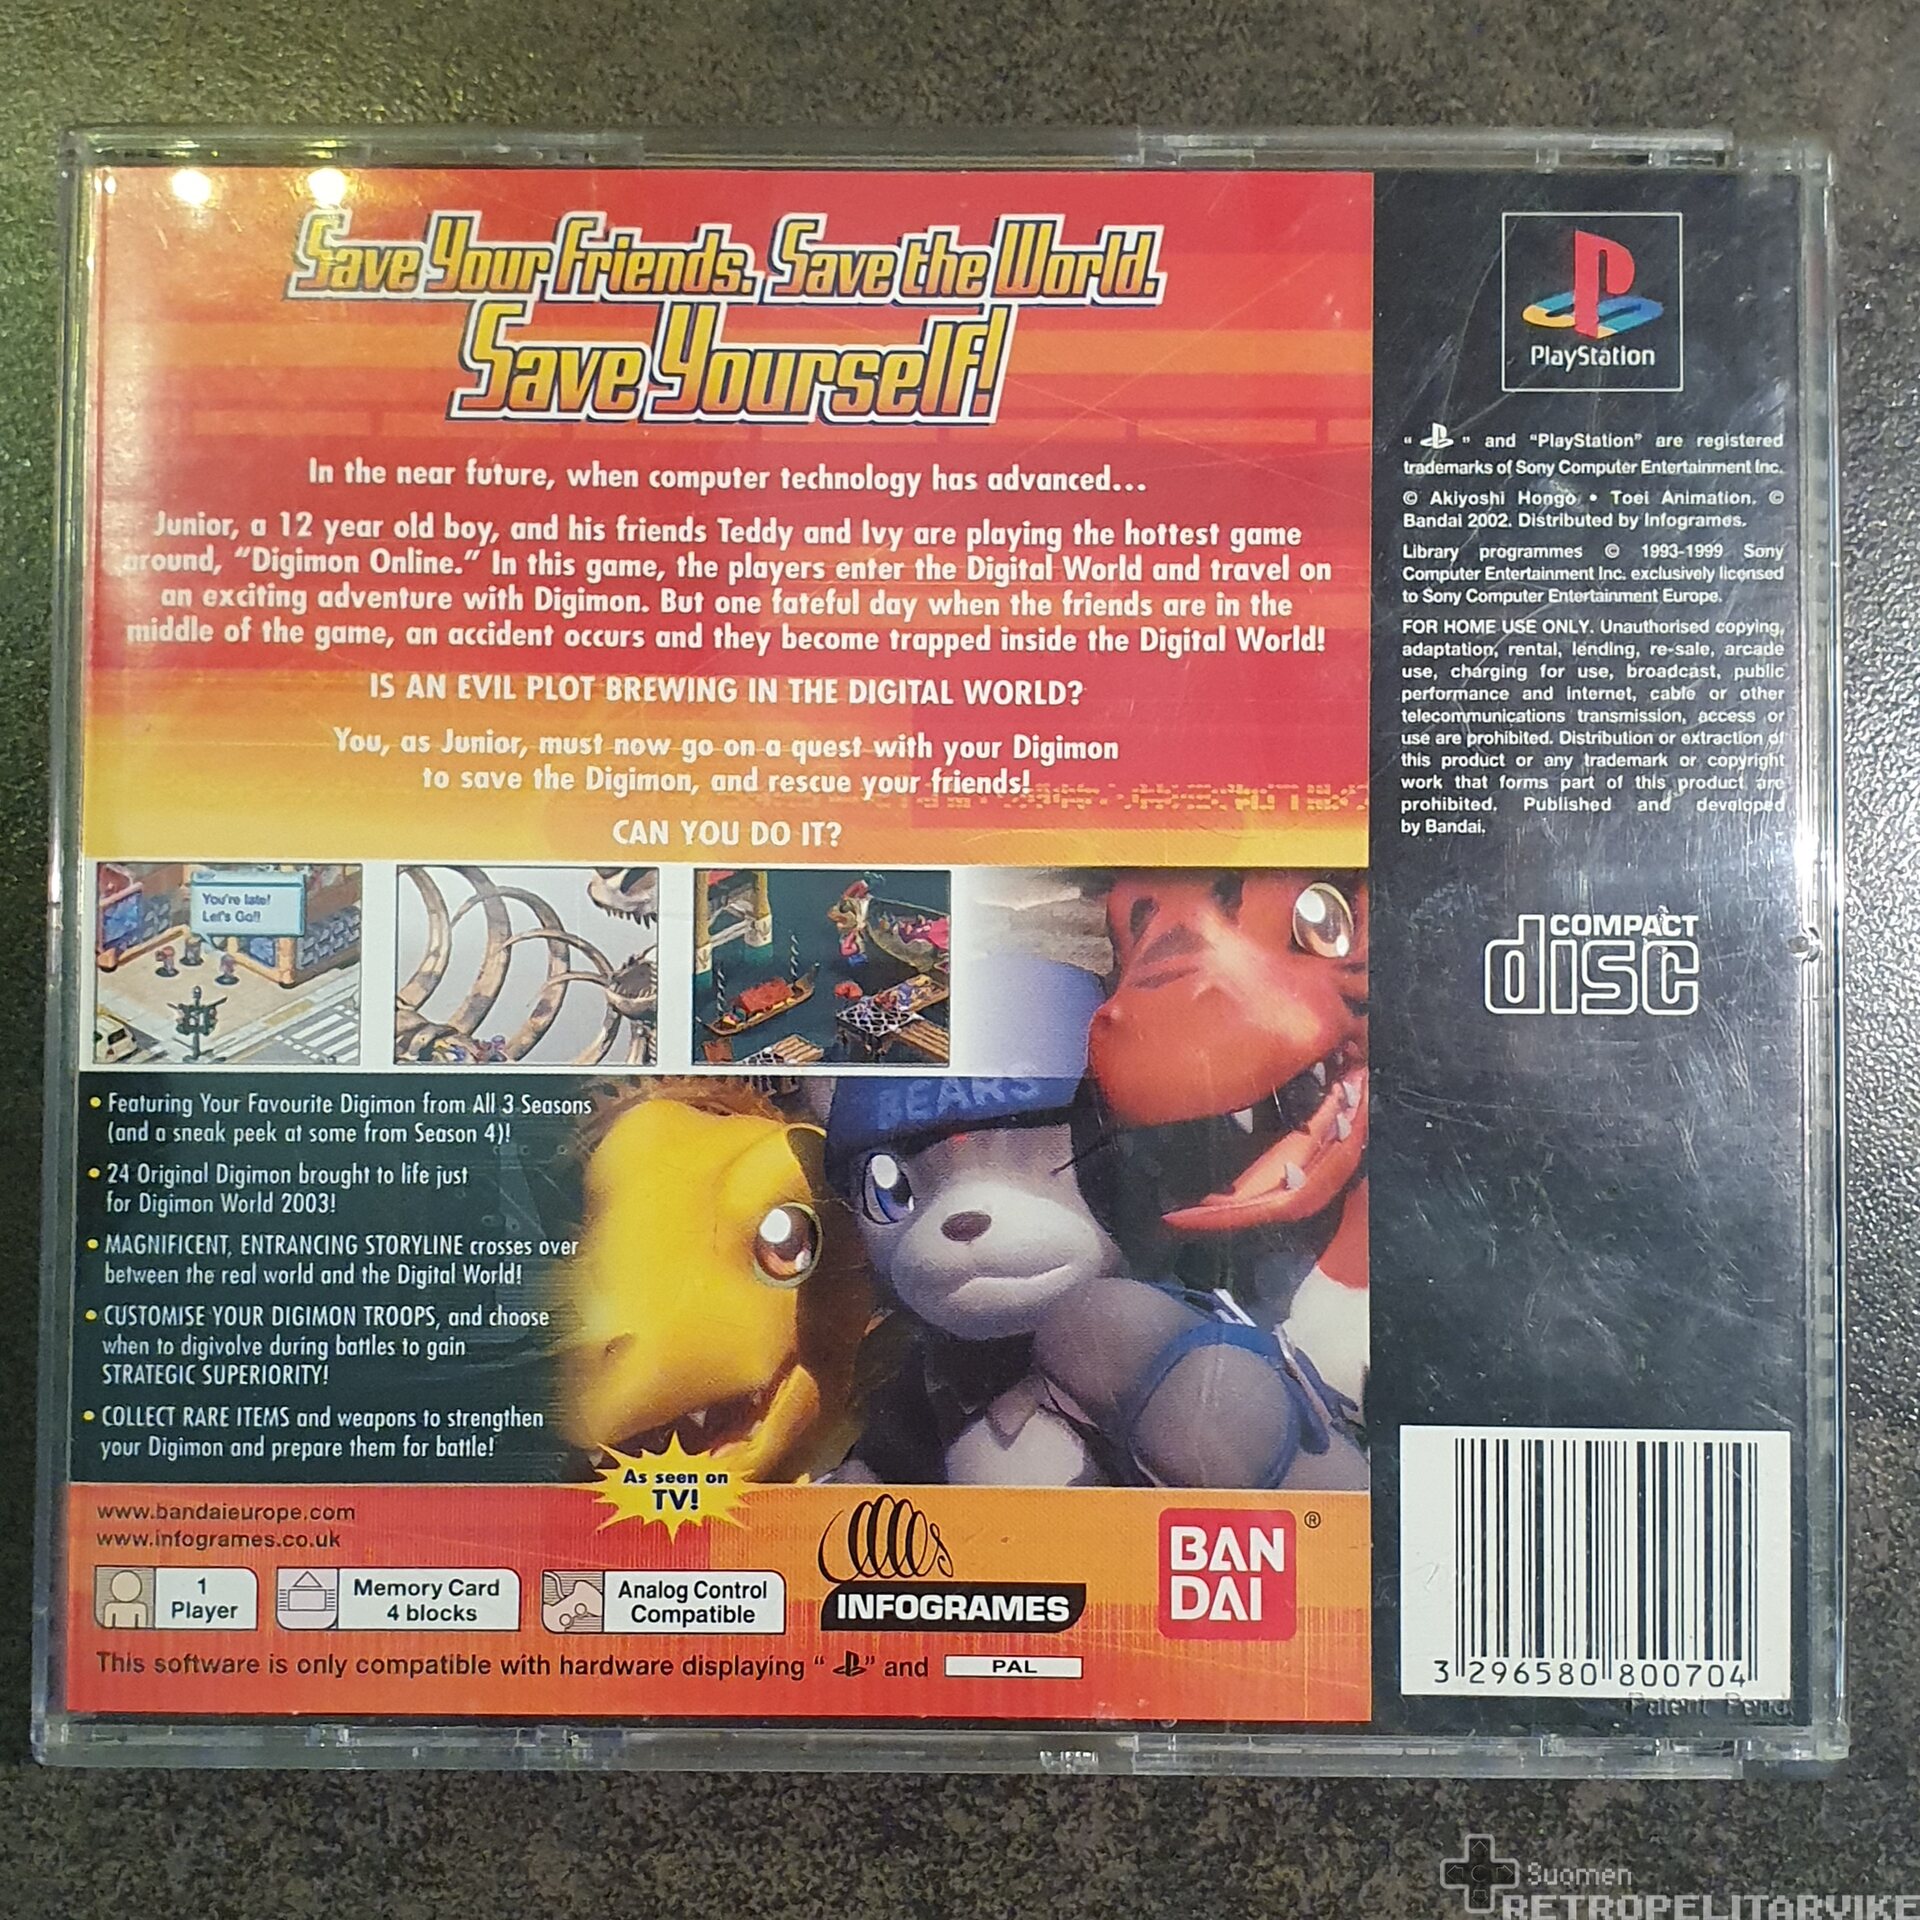 Save Your Friends. Save the World.
Save Yourself!
In the near future, when computer technology has advanced...
Junior, a 12 year old boy, and his friends Teddy and Ivy are playing the hottest game
around, "Digimon Online." In this game, the players enter the Digital World and travel on
an exciting adventure with Digimon. But one fateful day when the friends are in the
middle of the game, an accident occurs and they become trapped inside the Digital World!
IS AN EVIL PLOT BREWING IN THE DIGITAL WORLD?
You, as Junior, must now go on a quest with your Digimon
to save the Digimon, and rescue your friends!
CAN YOU DO IT?
You're late!
Let's Go!!
BEARS
• Featuring Your Favourite Digimon from All 3 Seasons
(and a sneak peek at some from Season 4)!
• 24 Original Digimon brought to life just
for Digimon World 2003!
• MAGNIFICENT, ENTRANCING STORYLINE crosses over
between the real world and the Digital World!
• CUSTOMISE YOUR DIGIMON TROOPS, and choose
when to digivolve during battles to gain
STRATEGIC SUPERIORITY!
• COLLECT RARE ITEMS and weapons to strengthen
your Digimon and prepare them for battle!
As seen on
TV!
www.bandaieurope.com
www.infogrames.co.uk
1
Player
Memory Card
4 blocks
Analog Control
Compatible
INFOGRAMES
BAN
DAI
®
This software is only compatible with hardware displaying " " and PAL
PlayStation
" " and "PlayStation" are registered
trademarks of Sony Computer Entertainment Inc.
© Akiyoshi Hongo • Toei Animation. ©
Bandai 2002. Distributed by Infogrames.
Library programmes © 1993-1999 Sony
Computer Entertainment Inc. exclusively licensed
to Sony Computer Entertainment Europe.
FOR HOME USE ONLY. Unauthorised copying,
adaptation, rental, lending, re-sale, arcade
use, charging for use, broadcast, public
performance and internet, cable or other
telecommunications transmission, access or
use are prohibited. Distribution or extraction of
this product or any trademark or copyright
work that forms part of this product are
prohibited. Published and developed
by Bandai.
COMPACT
disc
3 296580 800704
Patent Pend
Suomen
RETROPELITARVIKE